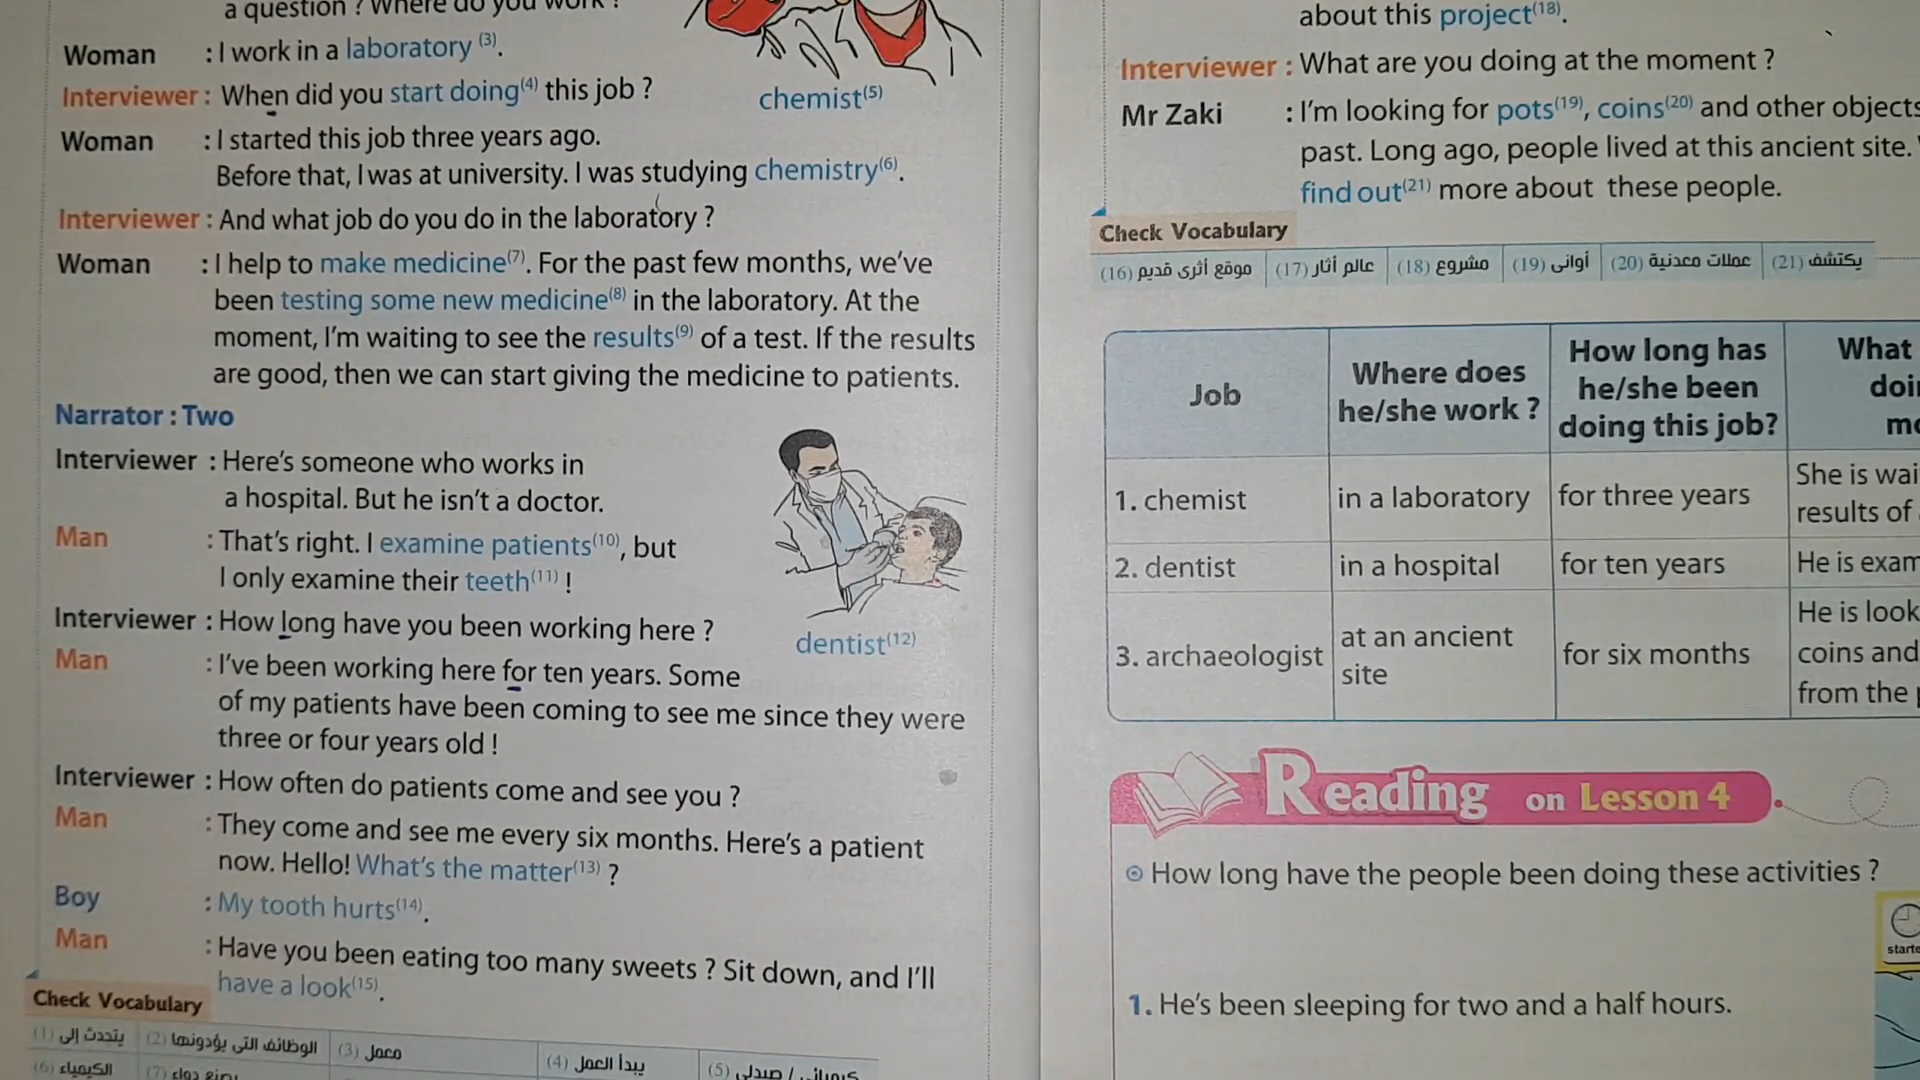 a question ? Where do you work ?
Woman : I work in a laboratory (3).
Interviewer : When did you start doing(4) this job ?
chemist(5)
Woman : I started this job three years ago.
Before that, I was at university. I was studying chemistry(6).
Interviewer : And what job do you do in the laboratory ?
Woman : I help to make medicine(7). For the past few months, we've
been testing some new medicine(8) in the laboratory. At the
moment, I'm waiting to see the results(9) of a test. If the results
are good, then we can start giving the medicine to patients.
Narrator : Two
Interviewer : Here's someone who works in
a hospital. But he isn't a doctor.
Man : That's right. I examine patients(10), but
I only examine their teeth(11) !
Interviewer : How long have you been working here ?
dentist(12)
Man : I've been working here for ten years. Some
of my patients have been coming to see me since they were
three or four years old !
Interviewer : How often do patients come and see you ?
Man : They come and see me every six months. Here's a patient
now. Hello! What's the matter(13) ?
Boy : My tooth hurts(14).
Man : Have you been eating too many sweets ? Sit down, and I'll
have a look(15).
Check Vocabulary
(1) يتحدث إلى (2) الوظائف التى يؤدونها (3) معمل (4) يبدأ العمل (5) كيميائى / صيدلى
(6) الكيمياء (7) يصنع دواء
about this project(18).
Interviewer : What are you doing at the moment ?
Mr Zaki : I'm looking for pots(19), coins(20) and other objects
past. Long ago, people lived at this ancient site.
find out(21) more about these people.
Check Vocabulary
(16) موقع أثرى قديم (17) عالم أثار (18) مشروع (19) أوانى (20) عملات معدنية (21) يكتشف
Job
Where does
he/she work ?
How long has
he/she been
doing this job?
What
1. chemist in a laboratory for three years She is
results of
2. dentist in a hospital for ten years He is
3. archaeologist at an ancient
site
for six months
He is
coins and
from the
Reading on Lesson 4
How long have the people been doing these activities ?
1. He's been sleeping for two and a half hours.